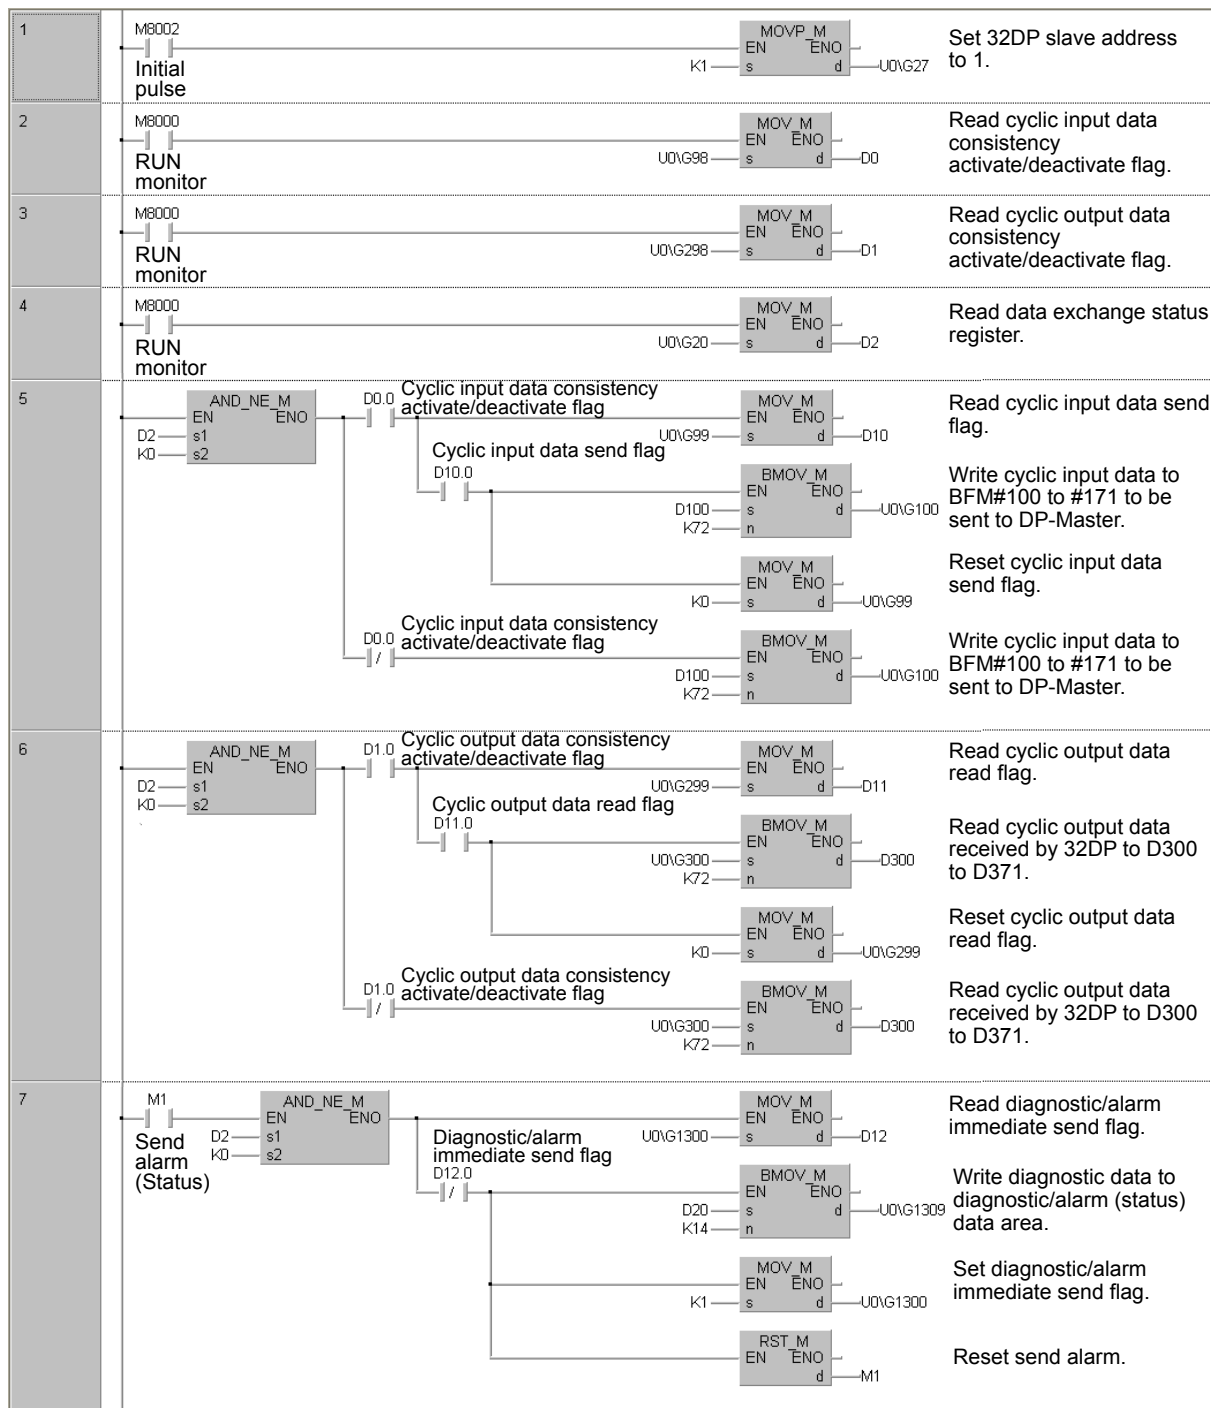 1
M8002
Initial
pulse
MOVP_M
EN ENO
K1 s d U0\G27
Set 32DP slave address
to 1.
2
M8000
RUN
monitor
MOV_M
EN ENO
U0\G98 s d D0
Read cyclic input data
consistency
activate/deactivate flag.
3
M8000
RUN
monitor
MOV_M
EN ENO
U0\G298 s d D1
Read cyclic output data
consistency
activate/deactivate flag.
4
M8000
RUN
monitor
MOV_M
EN ENO
U0\G20 s d D2
Read data exchange status
register.
5
AND_NE_M
EN ENO
D2 s1
K0 s2
D0.0
Cyclic input data consistency
activate/deactivate flag
MOV_M
EN ENO
U0\G99 s d D10
Read cyclic input data send
flag.
Cyclic input data send flag
D10.0
BMOV_M
EN ENO
D100 s d U0\G100
K72 n
Write cyclic input data to
BFM#100 to #171 to be
sent to DP-Master.
MOV_M
EN ENO
K0 s d U0\G99
Reset cyclic input data
send flag.
D0.0
Cyclic input data consistency
activate/deactivate flag
BMOV_M
EN ENO
D100 s d U0\G100
K72 n
Write cyclic input data to
BFM#100 to #171 to be
sent to DP-Master.
6
AND_NE_M
EN ENO
D2 s1
K0 s2
D1.0
Cyclic output data consistency
activate/deactivate flag
MOV_M
EN ENO
U0\G299 s d D11
Read cyclic output data
read flag.
Cyclic output data read flag
D11.0
BMOV_M
EN ENO
U0\G300 s d D300
K72 n
Read cyclic output data
received by 32DP to D300
to D371.
MOV_M
EN ENO
K0 s d U0\G299
Reset cyclic output data
read flag.
D1.0
Cyclic output data consistency
activate/deactivate flag
BMOV_M
EN ENO
U0\G300 s d D300
K72 n
Read cyclic output data
received by 32DP to D300
to D371.
7
M1
Send
alarm
(Status)
AND_NE_M
EN ENO
D2 s1
K0 s2
MOV_M
EN ENO
U0\G1300 s d D12
Read diagnostic/alarm
immediate send flag.
Diagnostic/alarm
immediate send flag
D12.0
BMOV_M
EN ENO
D20 s d U0\G1309
K14 n
Write diagnostic data to
diagnostic/alarm (status)
data area.
MOV_M
EN ENO
K1 s d U0\G1300
Set diagnostic/alarm
immediate send flag.
RST_M
EN ENO
d M1
Reset send alarm.